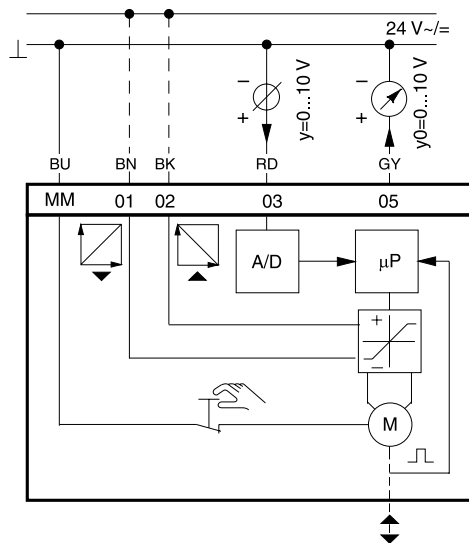 24 V~/=
⊥
− +
y=0...10 V
− +
y0=0...10 V
BU BN BK RD GY
MM 01 02 03 05
A/D
µP
+
−
M